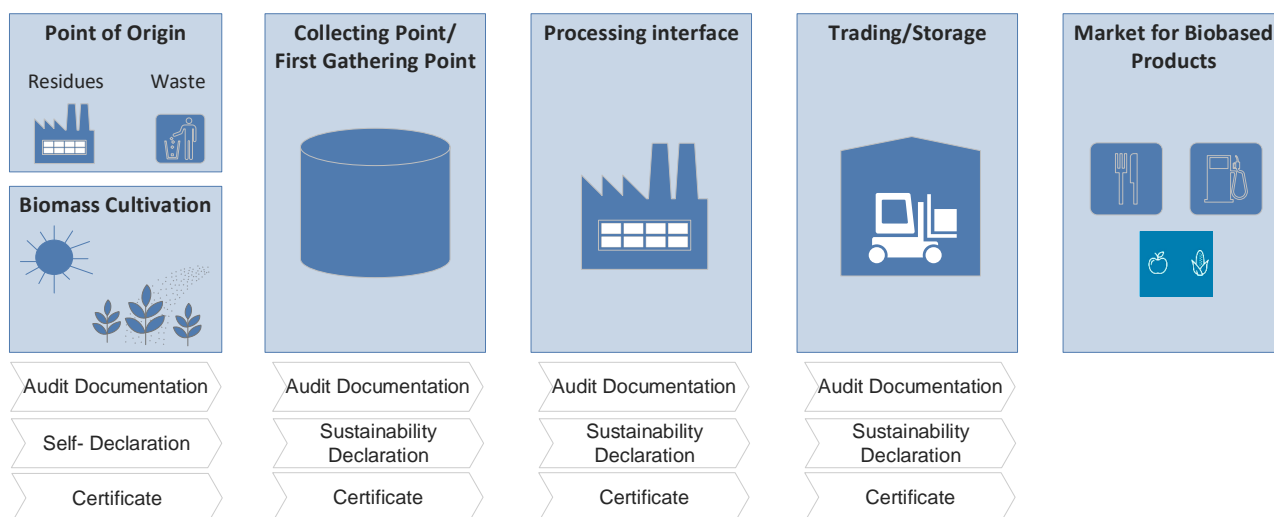 Point of Origin
Residues
Waste
Biomass Cultivation
Collecting Point/
First Gathering Point
Processing interface
Trading/Storage
Market for Biobased
Products
Audit Documentation
Audit Documentation
Audit Documentation
Audit Documentation
Self- Declaration
Sustainability
Declaration
Sustainability
Declaration
Sustainability
Declaration
Certificate
Certificate
Certificate
Certificate